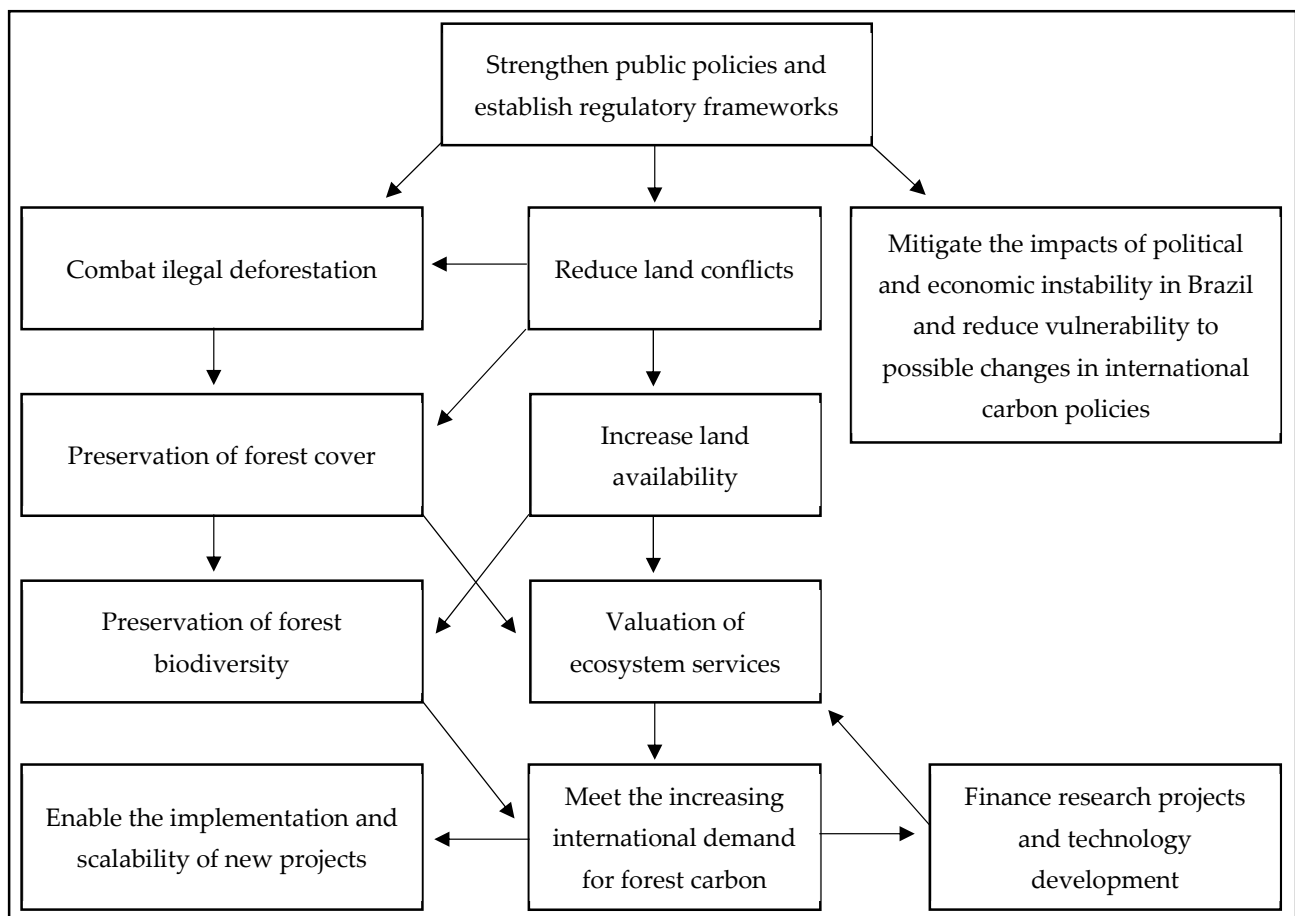 Strengthen public policies and
establish regulatory frameworks
Combat ilegal deforestation
Reduce land conflicts
Mitigate the impacts of political
and economic instability in Brazil
and reduce vulnerability to
possible changes in international
carbon policies
Preservation of forest cover
Increase land
availability
Preservation of forest
biodiversity
Valuation of
ecosystem services
Enable the implementation and
scalability of new projects
Meet the increasing
international demand
for forest carbon
Finance research projects
and technology
development